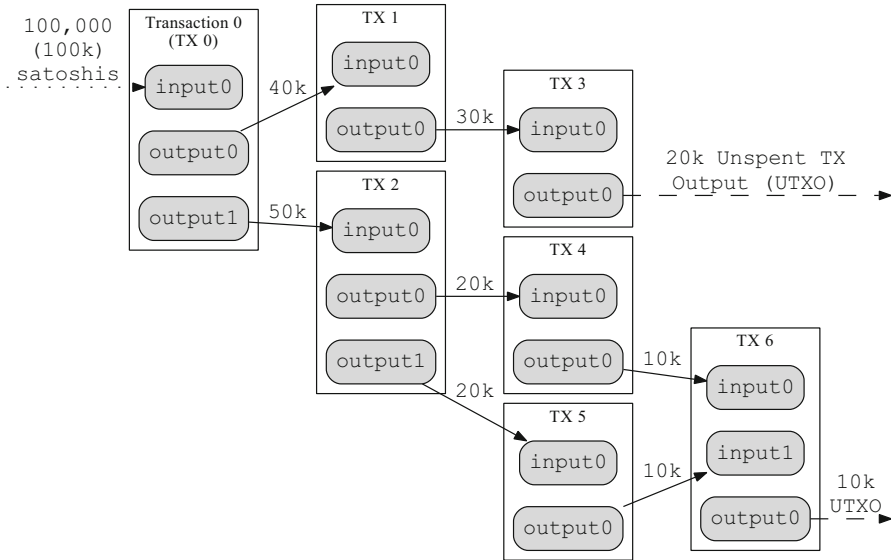 100,000
(100k)
satoshis
Transaction 0
(TX 0)
input0
output0
output1
40k
50k
TX 1
input0
output0
30k
TX 2
input0
output0
output1
20k
20k
TX 3
input0
output0
20k Unspent TX
Output (UTXO)
TX 4
input0
output0
10k
TX 5
input0
output0
10k
TX 6
input0
input1
output0
10k
UTXO